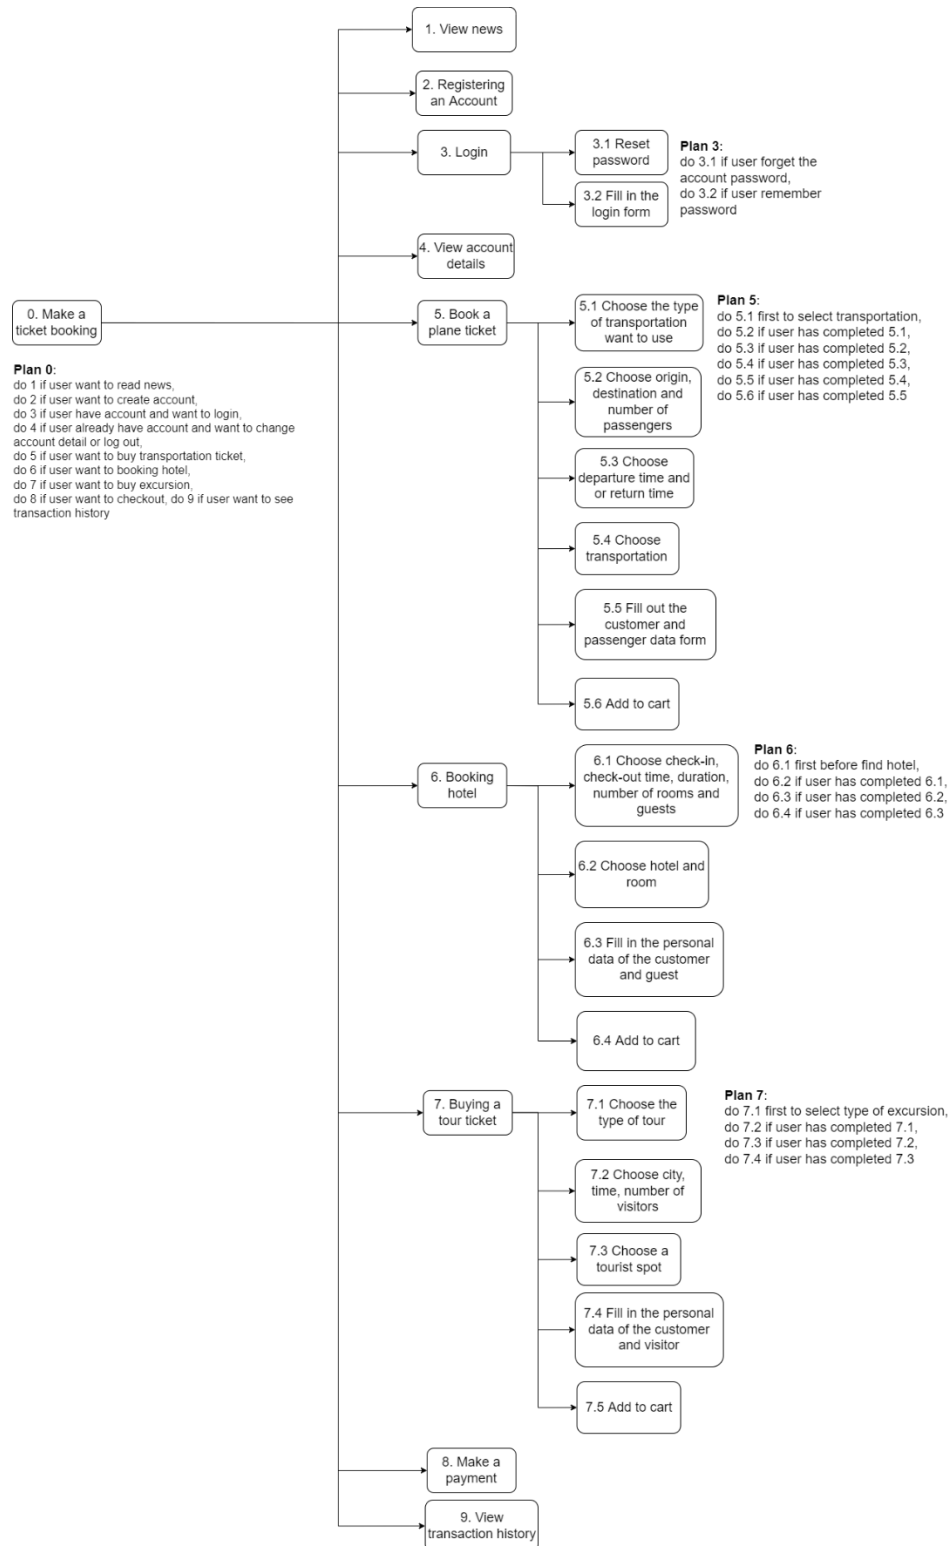 1. View news
2. Registering
an Account
3. Login
3.1 Reset
password
3.2 Fill in the
login form
Plan 3:
do 3.1 if user forget the
account password,
do 3.2 if user remember
password
4. View account
details
0. Make a
ticket booking
Plan 0:
do 1 if user want to read news,
do 2 if user want to create account,
do 3 if user have account and want to login,
do 4 if user already have account and want to change
account detail or log out,
do 5 if user want to buy transportation ticket,
do 6 if user want to booking hotel,
do 7 if user want to buy excursion,
do 8 if user want to checkout, do 9 if user want to see
transaction history
5. Book a
plane ticket
5.1 Choose the type
of transportation
want to use
Plan 5:
do 5.1 first to select transportation,
do 5.2 if user has completed 5.1,
do 5.3 if user has completed 5.2,
do 5.4 if user has completed 5.3,
do 5.5 if user has completed 5.4,
do 5.6 if user has completed 5.5
5.2 Choose origin,
destination and
number of
passengers
5.3 Choose
departure time and
or return time
5.4 Choose
transportation
5.5 Fill out the
customer and
passenger data form
5.6 Add to cart
6. Booking
hotel
6.1 Choose check-in,
check-out time, duration,
number of rooms and
guests
Plan 6:
do 6.1 first before find hotel,
do 6.2 if user has completed 6.1,
do 6.3 if user has completed 6.2,
do 6.4 if user has completed 6.3
6.2 Choose hotel and
room
6.3 Fill in the personal
data of the customer
and guest
6.4 Add to cart
7. Buying a
tour ticket
7.1 Choose the
type of tour
Plan 7:
do 7.1 first to select type of excursion,
do 7.2 if user has completed 7.1,
do 7.3 if user has completed 7.2,
do 7.4 if user has completed 7.3
7.2 Choose city,
time, number of
visitors
7.3 Choose a
tourist spot
7.4 Fill in the personal
data of the customer
and visitor
7.5 Add to cart
8. Make a
payment
9. View
transaction history